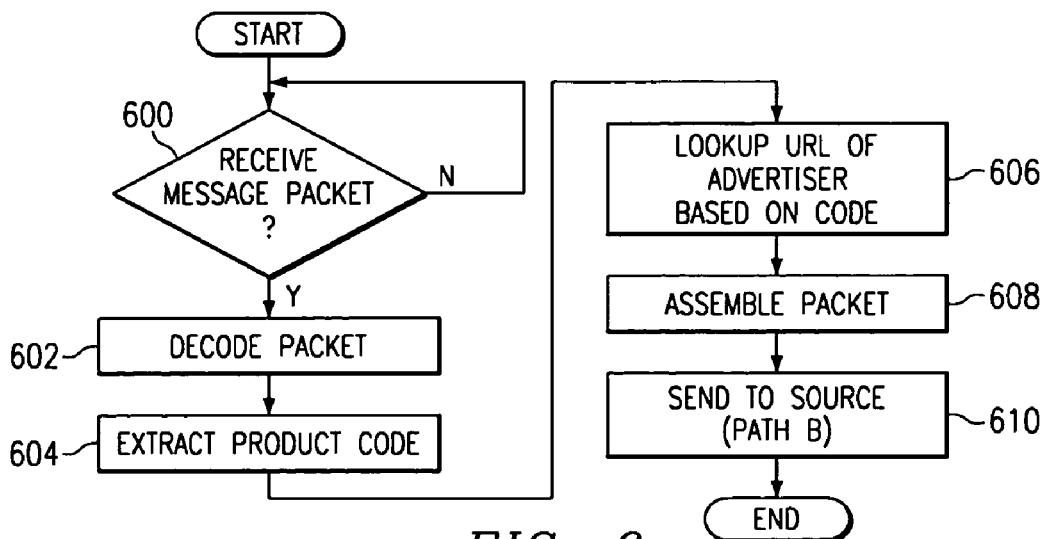 START
600
RECEIVE
MESSAGE PACKET
?
N
Y
602
DECODE PACKET
604
EXTRACT PRODUCT CODE
LOOKUP URL OF
ADVERTISER
BASED ON CODE
606
ASSEMBLE PACKET
608
SEND TO SOURCE
(PATH B)
610
END